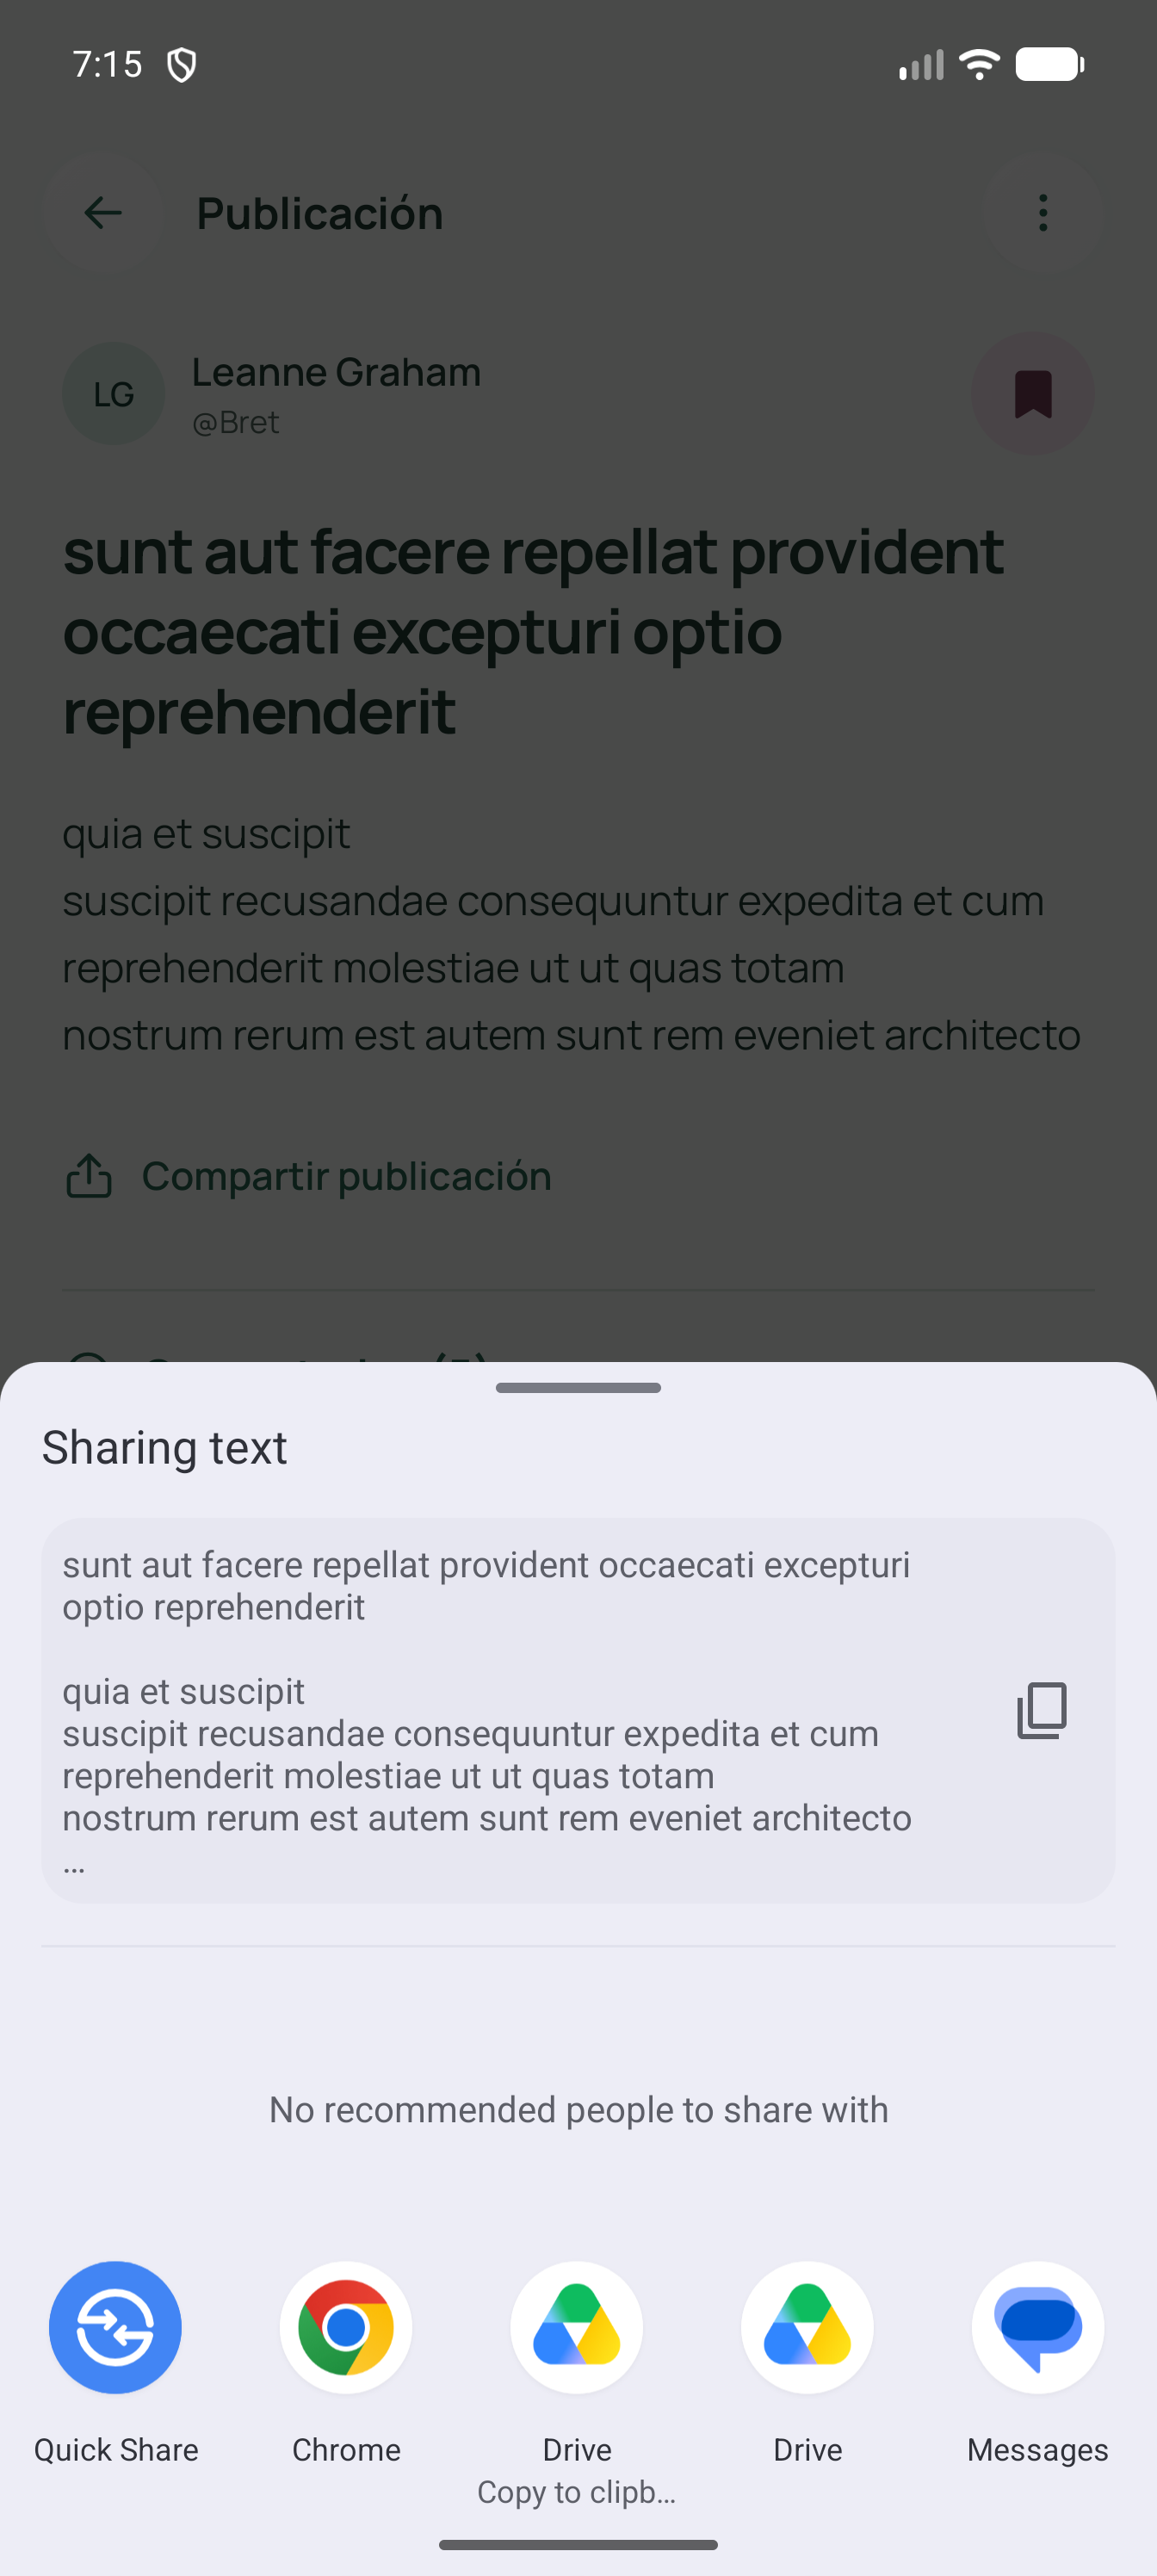 7:15
Publicación
LG
Leanne Graham
@Bret
sunt aut facere repellat provident
occaecati excepturi optio
reprehenderit
quia et suscipit
suscipit recusandae consequuntur expedita et cum
reprehenderit molestiae ut ut quas totam
nostrum rerum est autem sunt rem eveniet architecto
Compartir publicación
Sharing text
sunt aut facere repellat provident occaecati excepturi
optio reprehenderit
quia et suscipit
suscipit recusandae consequuntur expedita et cum
reprehenderit molestiae ut ut quas totam
nostrum rerum est autem sunt rem eveniet architecto
...
No recommended people to share with
Quick Share
Chrome
Drive
Copy to clipb...
Drive
Messages